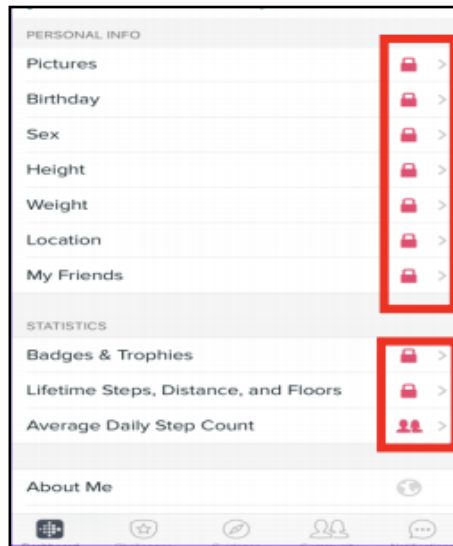 PERSONAL INFO
Pictures
Birthday
Sex
Height
Weight
Location
My Friends
STATISTICS
Badges & Trophies
Lifetime Steps, Distance, and Floors
Average Daily Step Count
About Me